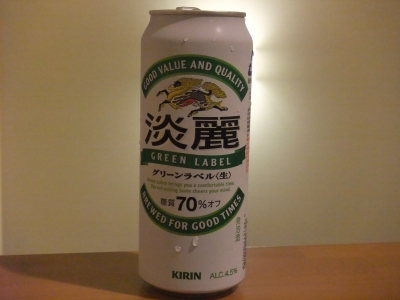 GOOD VALUE AND QUALITY
淡麗
GREEN LABEL
グリーンラベル〈生〉
糖質70%オフ
BREWED FOR GOOD TIMES
KIRIN ALC.4.5%